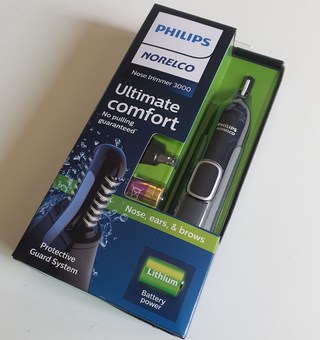 PHILIPS
NORELCO
Nose trimmer 3000
Ultimate
comfort
No pulling
guaranteed*
PHILIPS
NORELCO
Nose, ears, & brows
Protective
Guard System
Lithium
Battery
power